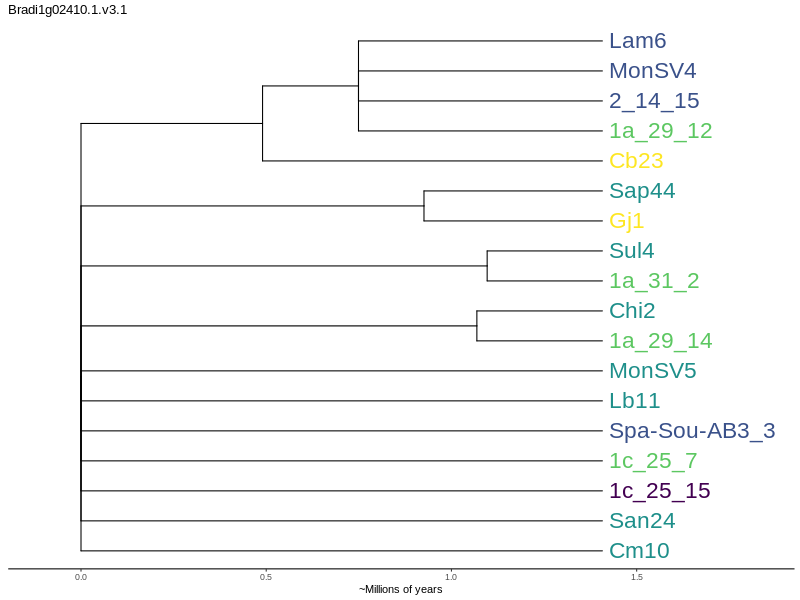 Bradi1g02410.1.v3.1
Lam6
MonSV4
2_14_15
1a_29_12
Cb23
Sap44
Gj1
Sul4
1a_31_2
Chi2
1a_29_14
MonSV5
Lb11
Spa-Sou-AB3_3
1c_25_7
1c_25_15
San24
Cm10
0.0 0.5 1.0 1.5
~Millions of years